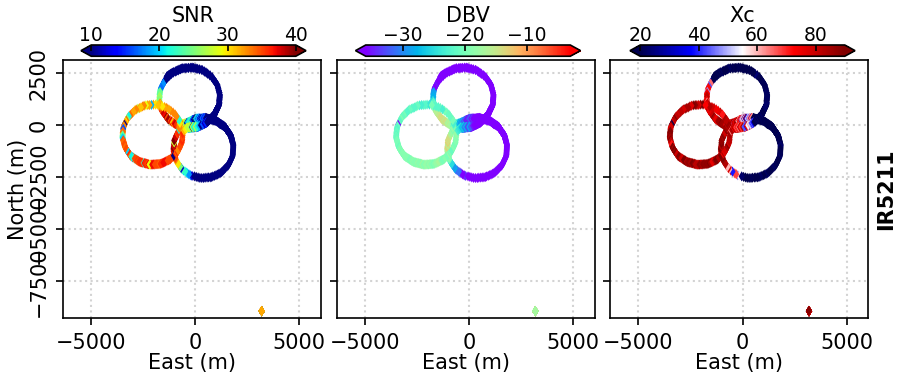 SNR DBV Xc
10 20 30 40 −30 −20 −10 20 40 60 80
North (m)
2500
0
−2500
−5000
−7500
IR5211
−5000 0 5000 −5000 0 5000 −5000 0 5000
East (m) East (m) East (m)